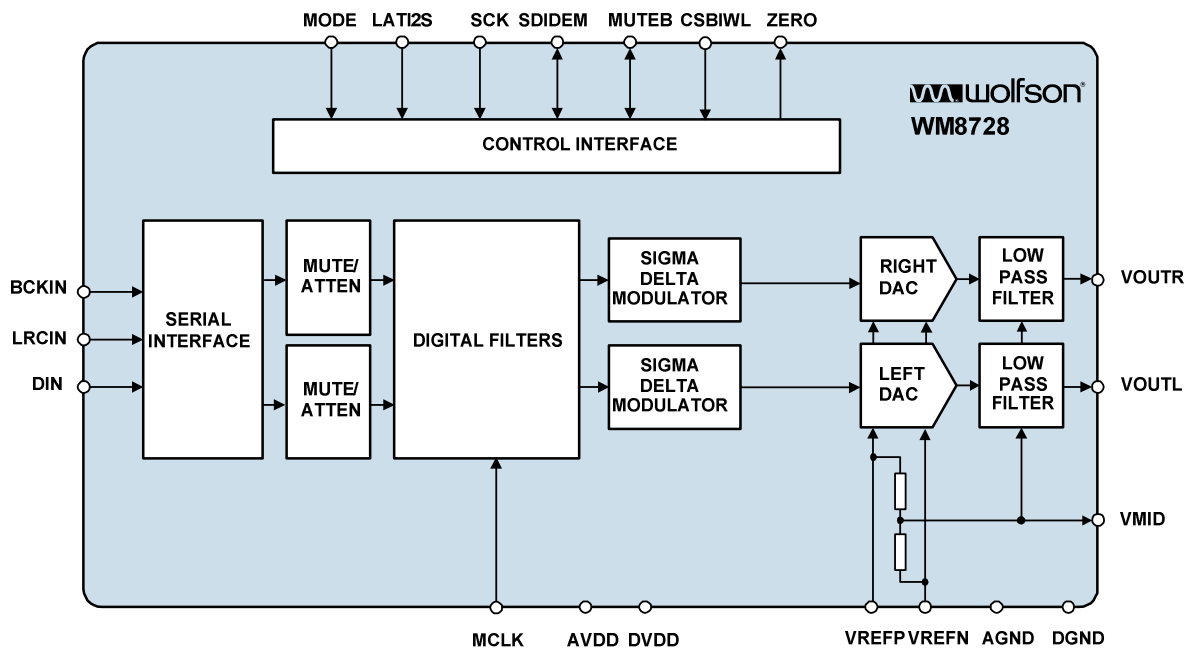 MODE LATI2S SCK SDIDEM MUTEB CSBIWL ZERO
wolfson®
WM8728
CONTROL INTERFACE
BCKIN
LRCIN
DIN
SERIAL
INTERFACE
MUTE/
ATTEN
MUTE/
ATTEN
DIGITAL FILTERS
SIGMA
DELTA
MODULATOR
SIGMA
DELTA
MODULATOR
RIGHT
DAC
LEFT
DAC
LOW
PASS
FILTER
LOW
PASS
FILTER
VOUTR
VOUTL
VMID
MCLK AVDD DVDD VREFP VREFN AGND DGND